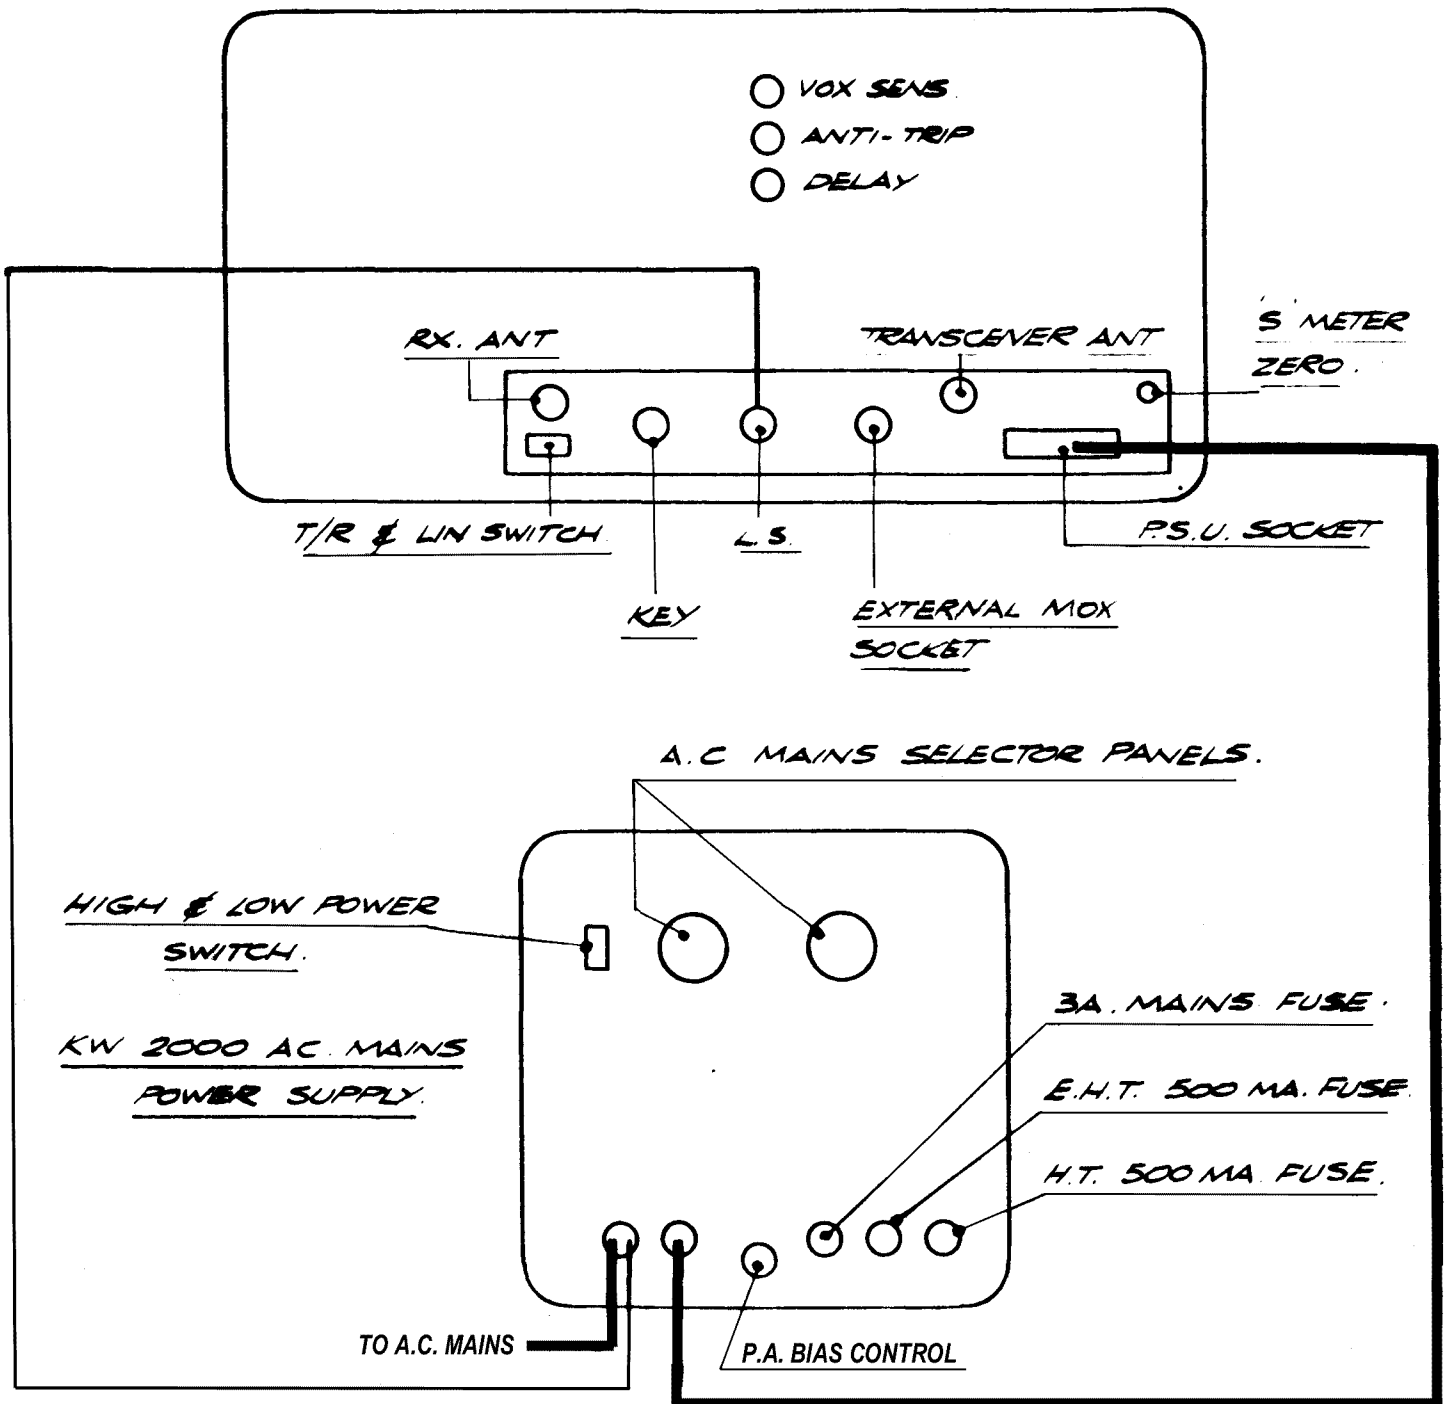 VOX SENS
ANTI-TRIP
DELAY
RX. ANT
TRANSCEIVER ANT
'S' METER
ZERO.
T/R & LIN SWITCH
L.S.
P.S.U. SOCKET
KEY
EXTERNAL MOX
SOCKET
A.C MAINS SELECTOR PANELS.
HIGH & LOW POWER
SWITCH.
3A. MAINS FUSE.
KW 2000 AC. MAINS
POWER SUPPLY.
E.H.T. 500 MA. FUSE.
H.T. 500 MA. FUSE.
TO A.C. MAINS
P.A. BIAS CONTROL